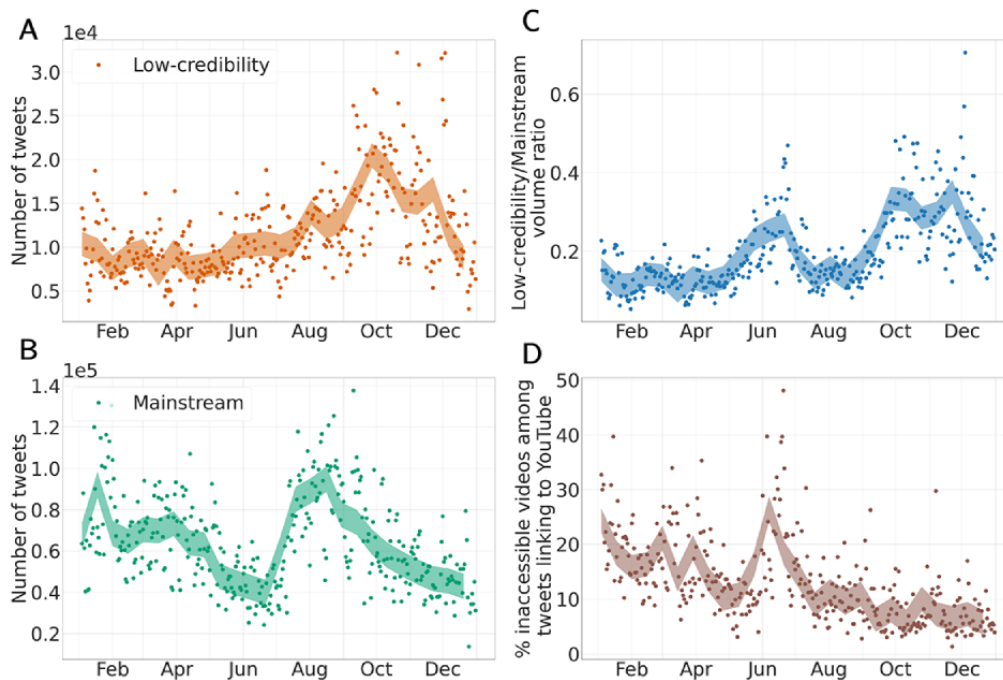 A
1e4
Low-credibility
Number of tweets
3.0
2.0
1.5
1.0
0.5
Feb Apr Jun Aug Oct Dec
B
1e5
Mainstream
Number of tweets
1.4
1.2
1.0
0.8
0.6
0.4
0.2
Feb Apr Jun Aug Oct Dec
C
Low-credibility/Mainstream
volume ratio
0.6
0.4
0.2
Feb Apr Jun Aug Oct Dec
D
% inaccessible videos among
tweets linking to YouTube
50
40
30
20
10
0
Feb Apr Jun Aug Oct Dec